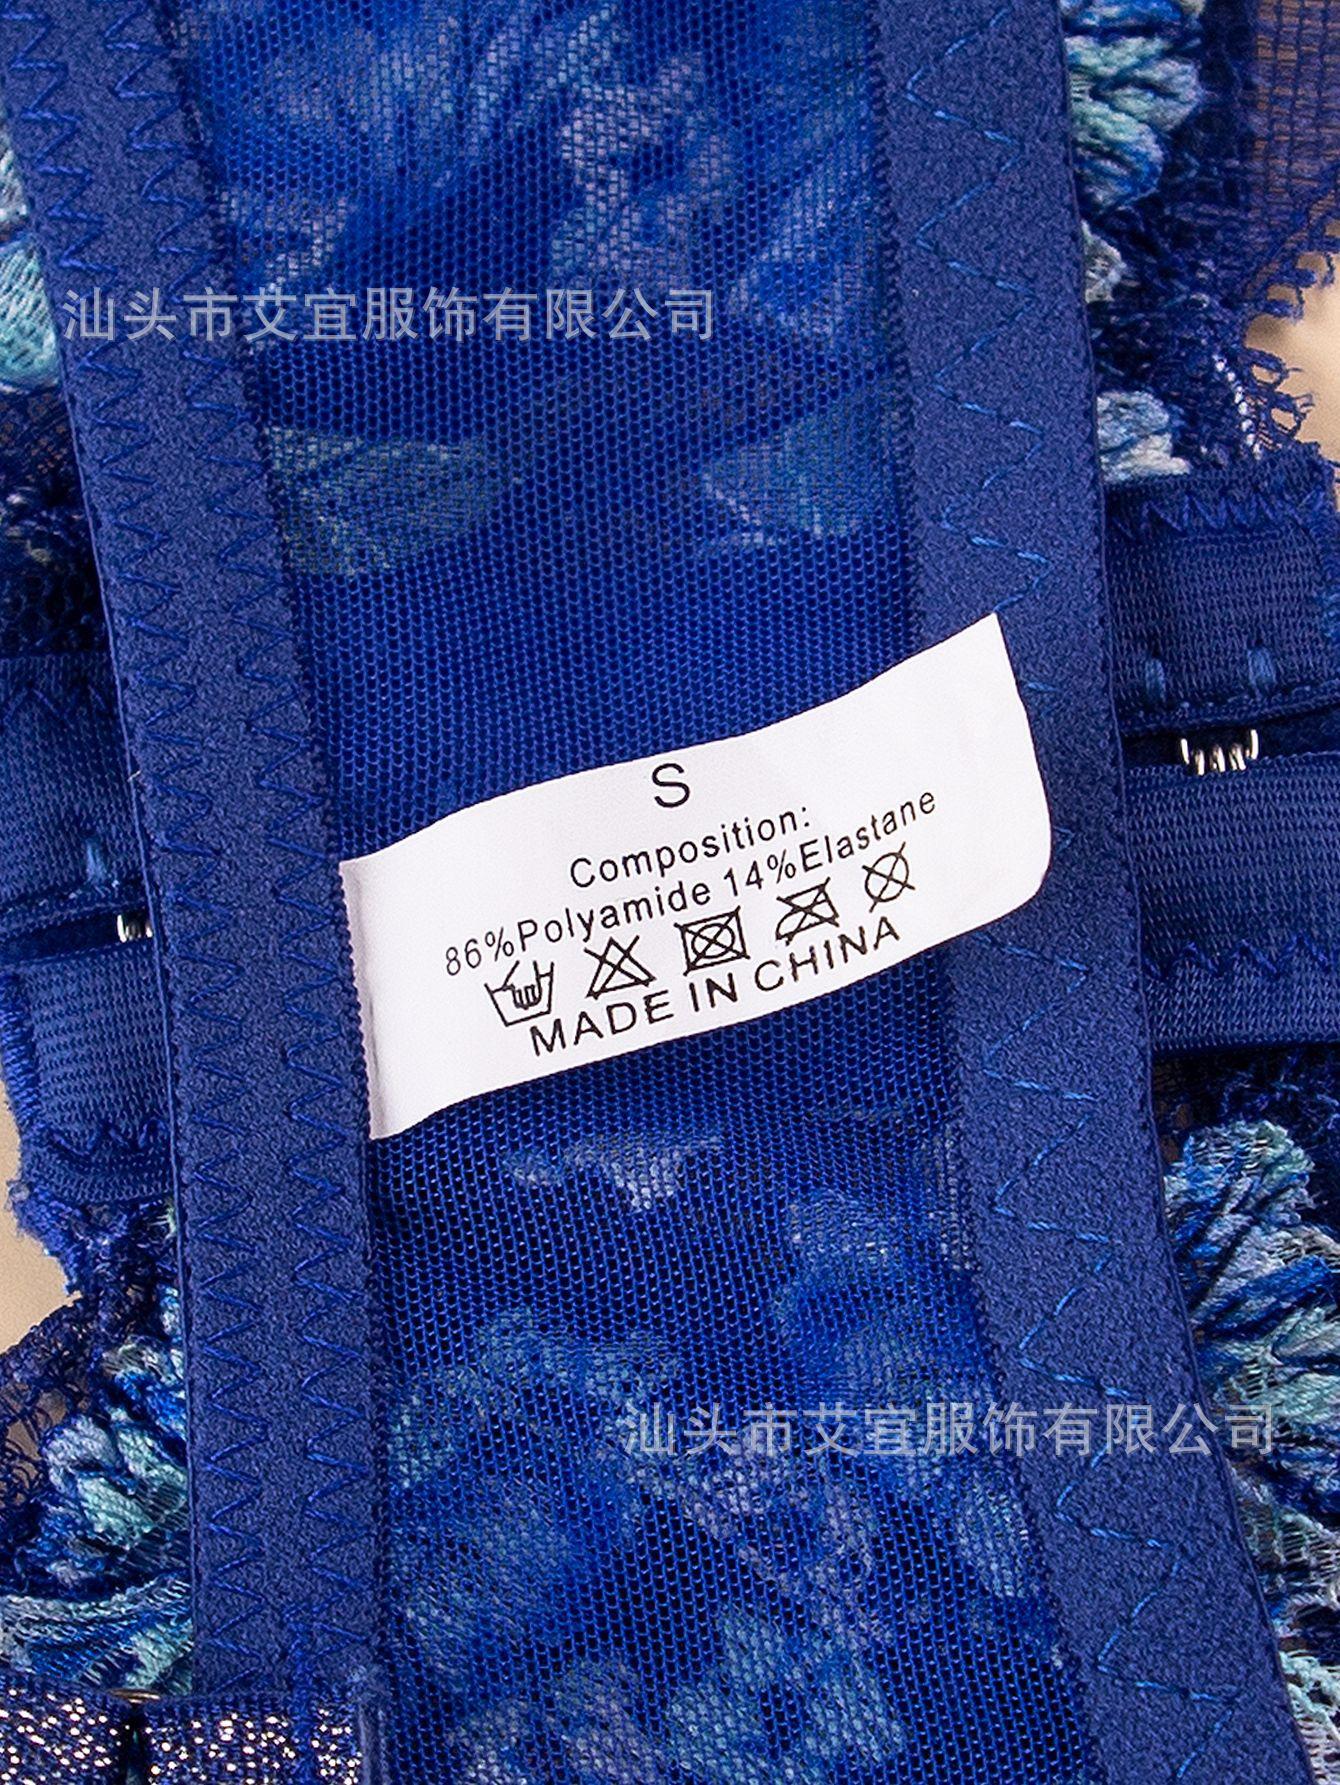 汕头市艾宜服饰有限公司
S
Composition:
86%Polyamide 14%Elastane
MADE IN CHINA
汕头市艾宜服饰有限公司